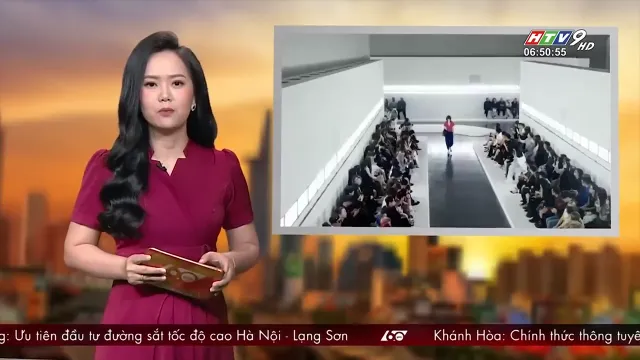 HTV9 HD
06:50:55
g: Ưu tiên đầu tư đường sắt tốc độ cao Hà Nội - Lạng Sơn 60 Khánh Hòa: Chính thức thông tuyế